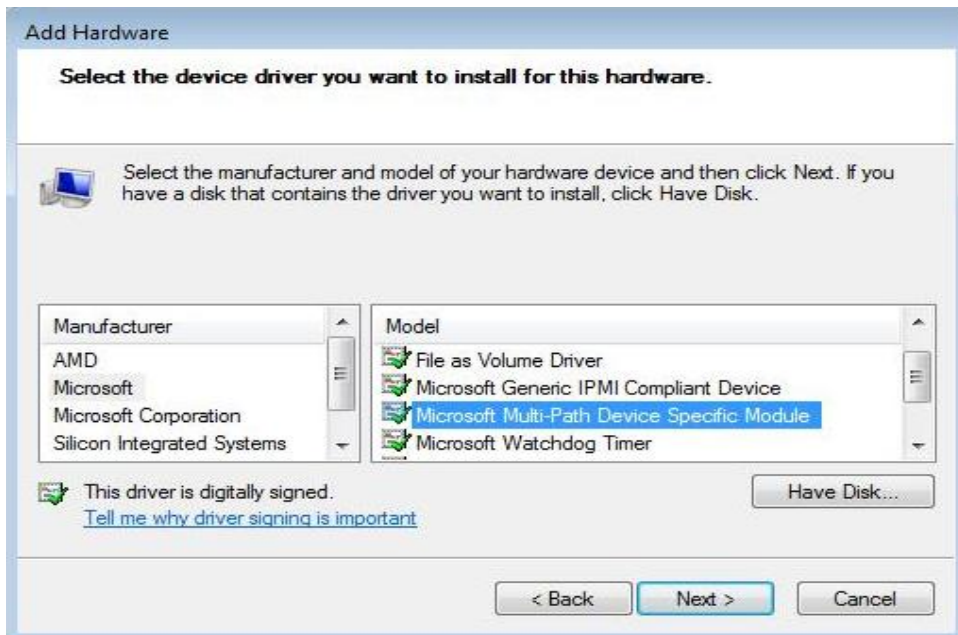 Add Hardware
Select the device driver you want to install for this hardware.
Select the manufacturer and model of your hardware device and then click Next. If you
have a disk that contains the driver you want to install, click Have Disk.
Manufacturer
AMD
Microsoft
Microsoft Corporation
Silicon Integrated Systems
Model
File as Volume Driver
Microsoft Generic IPMI Compliant Device
Microsoft Multi-Path Device Specific Module
Microsoft Watchdog Timer
This driver is digitally signed.
Tell me why driver signing is important
Have Disk...
< Back
Next >
Cancel